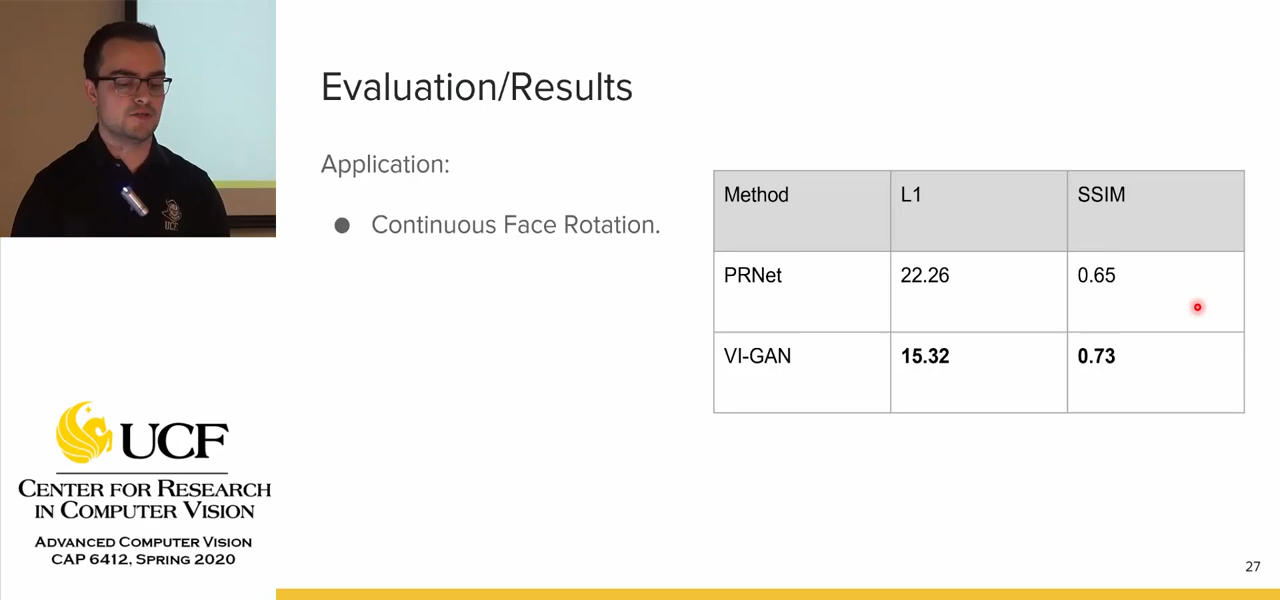 Evaluation/Results
Application:
● Continuous Face Rotation.
Method L1 SSIM
PRNet 22.26 0.65
VI-GAN 15.32 0.73
UCF
UCF
CENTER FOR RESEARCH
IN COMPUTER VISION
ADVANCED COMPUTER VISION
CAP 6412, SPRING 2020
27